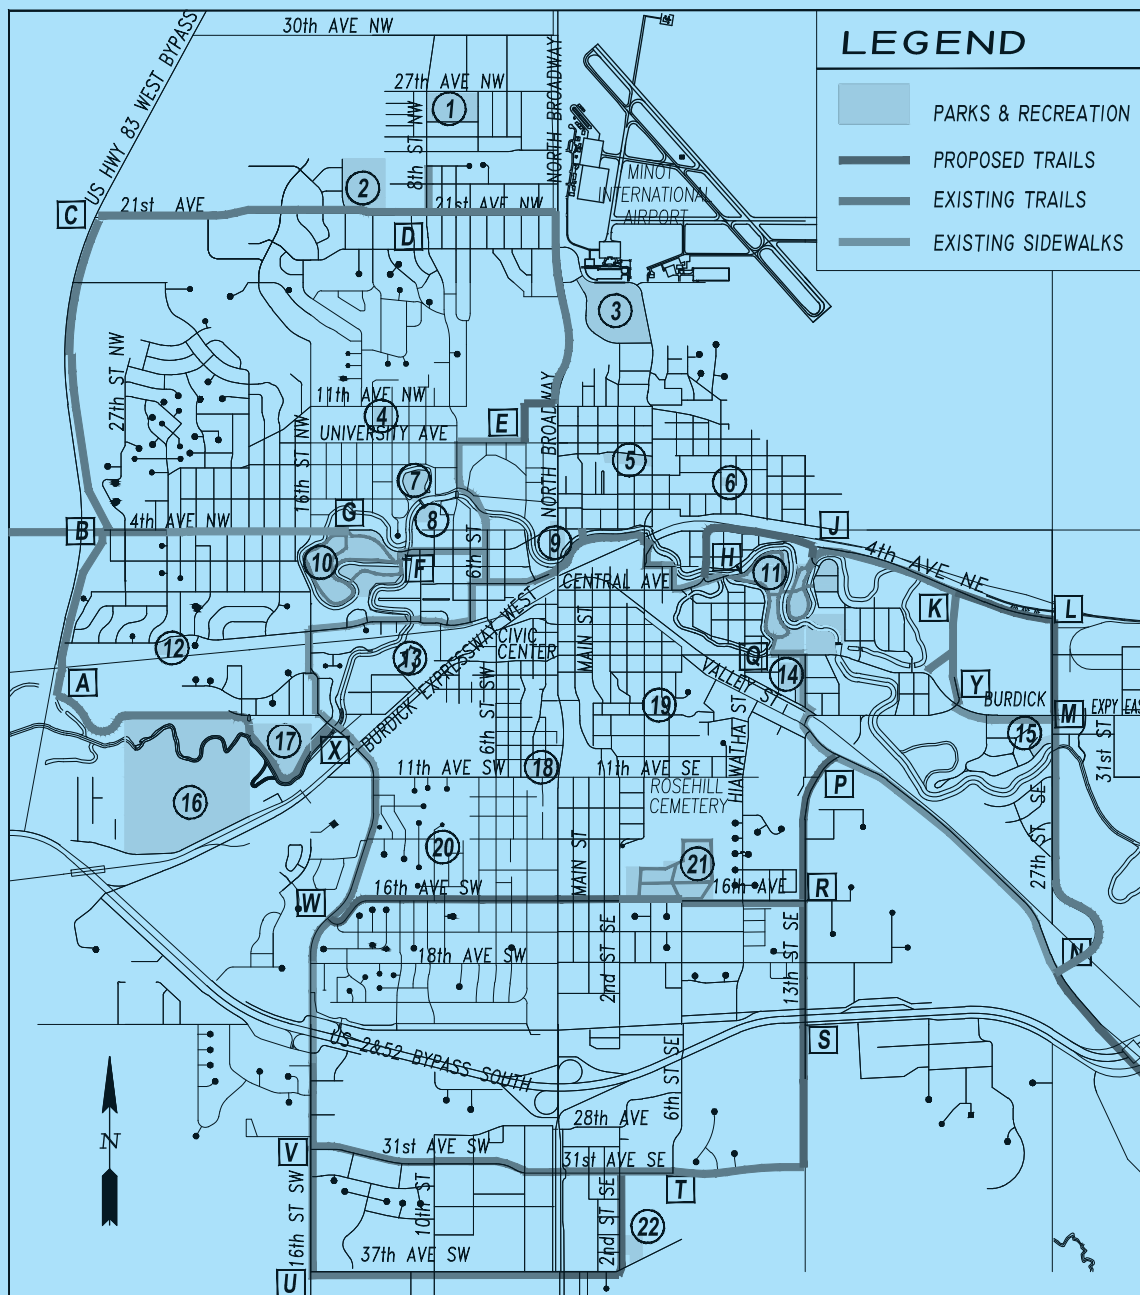 30th AVE NW
US HWY 83 WEST BYPASS
27th AVE NW
1
8th ST NW
NORTH BROADWAY
LEGEND
PARKS & RECREATION
PROPOSED TRAILS
EXISTING TRAILS
EXISTING SIDEWALKS
MINOT
INTERNATIONAL
AIRPORT
2
C
21st AVE
21st AVE NW
D
3
27th ST NW
11th AVE NW
4
UNIVERSITY AVE
E
NORTH BROADWAY
16th ST NW
5
6
7
8
G
B
4th AVE NW
6th ST
9
J
4th AVE NE
10
F
H
11
CENTRAL AVE
K
L
12
13
CIVIC
CENTER
MAIN ST
BURDICK EXPRESSWAY WEST
Q
14
VALLEY ST
A
Y
BURDICK
M
EXPY EAS
6th ST SW
19
HIAWATHA ST
15
31st ST
17
X
11th AVE SW
18
11th AVE SE
P
16
ROSEHILL
CEMETERY
27th ST SE
20
MAIN ST
21
16th AVE SW
16th AVE
R
W
18th AVE SW
2nd ST SE
13th ST SE
N
US 2&52 BYPASS SOUTH
S
6th ST SE
28th AVE
N
V
31st AVE SW
31st AVE SE
T
16th ST SW
10th ST
2nd ST SE
22
37th AVE SW
U